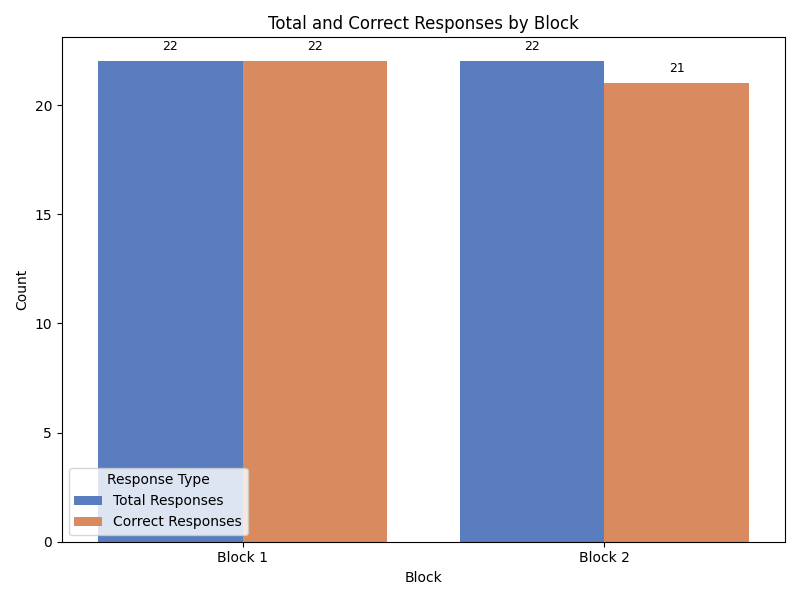 Total and Correct Responses by Block
22
22
22
21
20
15
10
5
0
Count
Response Type
Total Responses
Correct Responses
Block 1
Block 2
Block